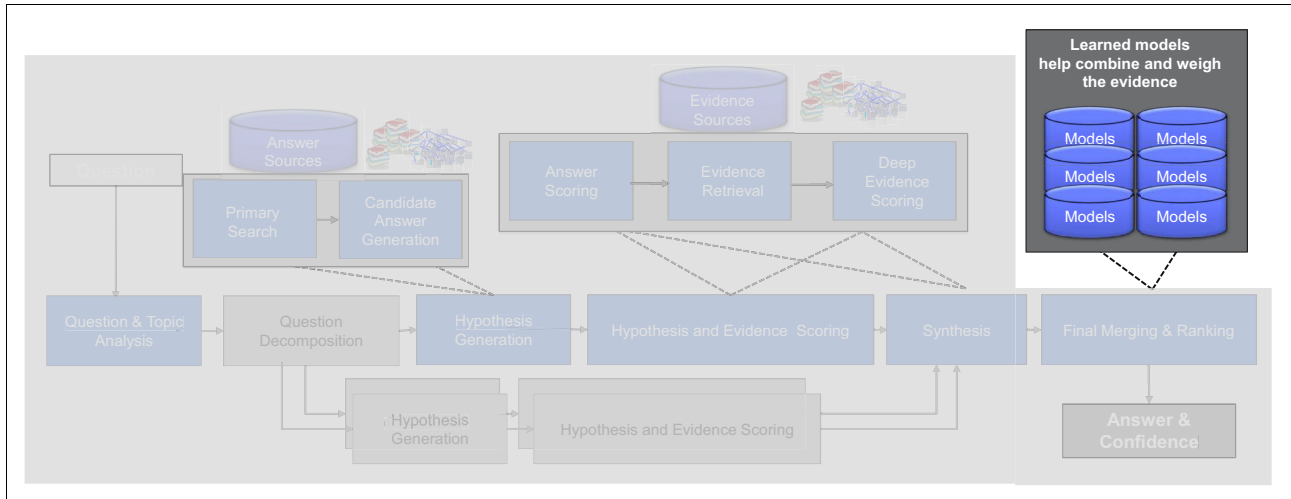 Learned models
help combine and weigh
the evidence
Models
Models
Models
Models
Models
Models
Answer
Sources
Evidence
Sources
Question
Primary
Search
Candidate
Answer
Generation
Answer
Scoring
Evidence
Retrieval
Deep
Evidence
Scoring
Question & Topic
Analysis
Question
Decomposition
Hypothesis
Generation
Hypothesis and Evidence Scoring
Synthesis
Final Merging & Ranking
Hypothesis
Generation
Hypothesis and Evidence Scoring
Answer &
Confidence